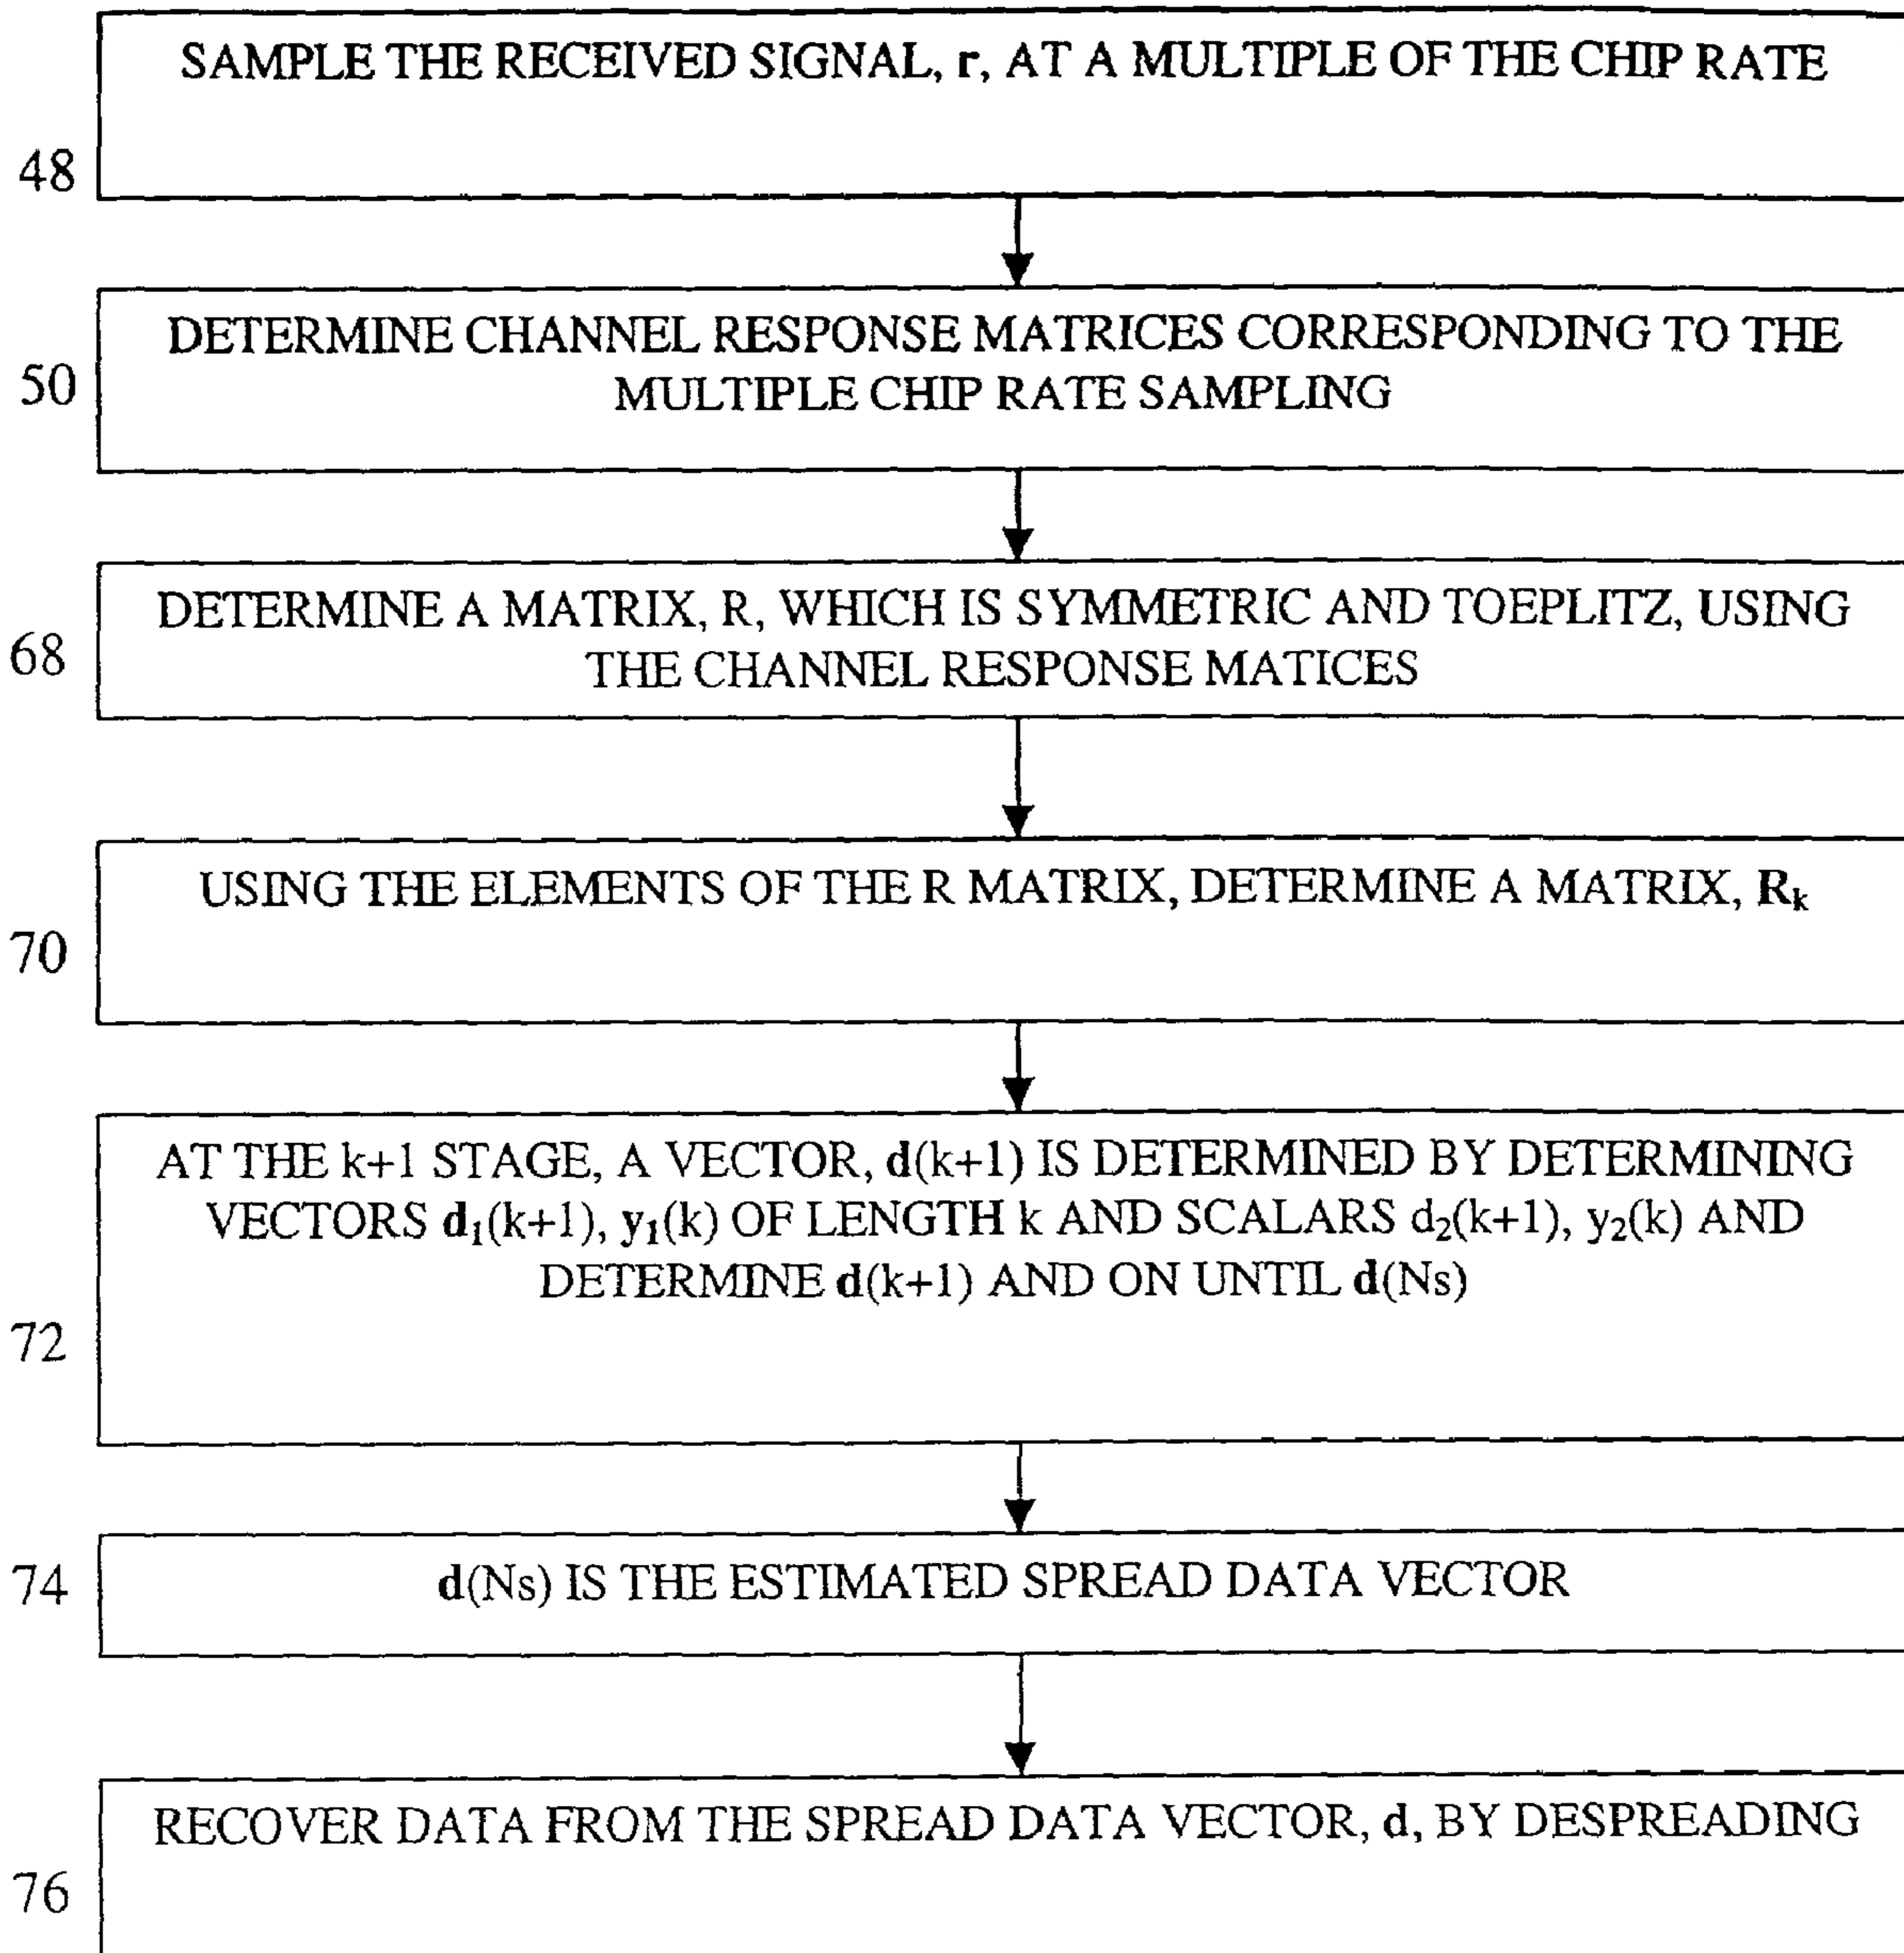 SAMPLE THE RECEIVED SIGNAL, r, AT A MULTIPLE OF THE CHIP RATE
48
DETERMINE CHANNEL RESPONSE MATRICES CORRESPONDING TO THE
MULTIPLE CHIP RATE SAMPLING
50
DETERMINE A MATRIX, R, WHICH IS SYMMETRIC AND TOEPLITZ, USING
THE CHANNEL RESPONSE MATICES
68
USING THE ELEMENTS OF THE R MATRIX, DETERMINE A MATRIX, Rₖ
70
AT THE k+1 STAGE, A VECTOR, d(k+1) IS DETERMINED BY DETERMINING
VECTORS d₁(k+1), y₁(k) OF LENGTH k AND SCALARS d₂(k+1), y₂(k) AND
DETERMINE d(k+1) AND ON UNTIL d(Ns)
72
74
d(Ns) IS THE ESTIMATED SPREAD DATA VECTOR
RECOVER DATA FROM THE SPREAD DATA VECTOR, d, BY DESPREADING
76